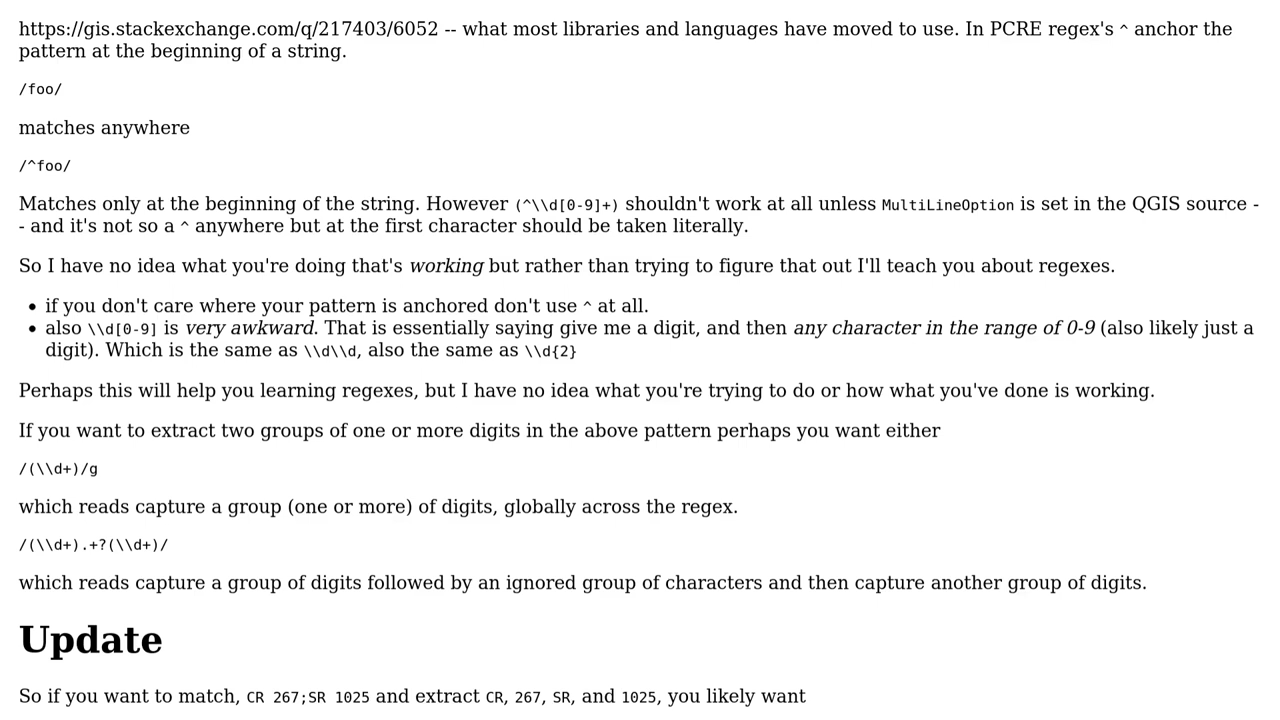 https://gis.stackexchange.com/q/217403/6052 -- what most libraries and languages have moved to use. In PCRE regex's ^ anchor the
pattern at the beginning of a string.
/foo/
matches anywhere
/^foo/
Matches only at the beginning of the string. However (^\\d[0-9]+) shouldn't work at all unless MultiLineOption is set in the QGIS source -
- and it's not so a ^ anywhere but at the first character should be taken literally.
So I have no idea what you're doing that's working but rather than trying to figure that out I'll teach you about regexes.
• if you don't care where your pattern is anchored don't use ^ at all.
• also \\d[0-9] is very awkward. That is essentially saying give me a digit, and then any character in the range of 0-9 (also likely just a
digit). Which is the same as \\d\\d, also the same as \\d{2}
Perhaps this will help you learning regexes, but I have no idea what you're trying to do or how what you've done is working.
If you want to extract two groups of one or more digits in the above pattern perhaps you want either
/(\\d+)/g
which reads capture a group (one or more) of digits, globally across the regex.
/(\\d+).+?(\\d+)/
which reads capture a group of digits followed by an ignored group of characters and then capture another group of digits.
Update
So if you want to match, CR 267;SR 1025 and extract CR, 267, SR, and 1025, you likely want